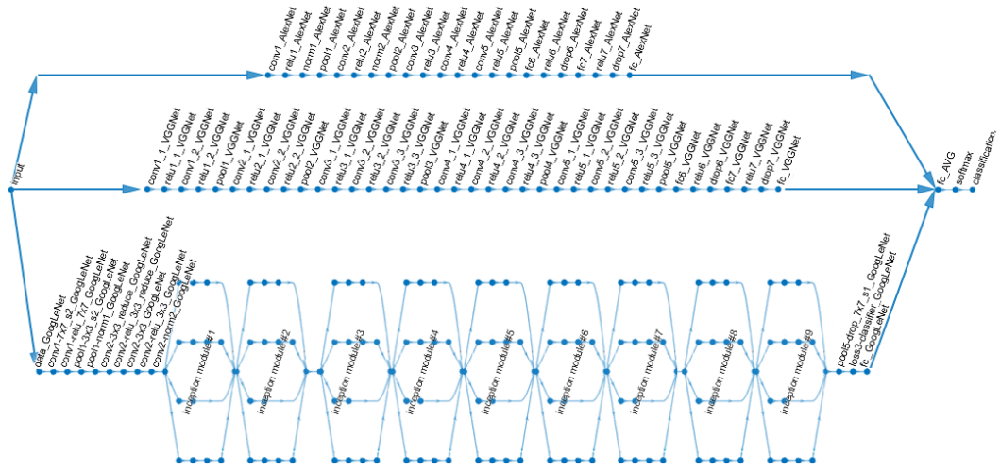 conv1_AlexNet
relu1_AlexNet
norm1_AlexNet
pool1_AlexNet
conv2_AlexNet
relu2_AlexNet
norm2_AlexNet
pool2_AlexNet
conv3_AlexNet
relu3_AlexNet
conv4_AlexNet
relu4_AlexNet
conv5_AlexNet
relu5_AlexNet
pool5_AlexNet
fc6_AlexNet
relu6_AlexNet
drop6_AlexNet
fc7_AlexNet
relu7_AlexNet
drop7_AlexNet
fc_AlexNet
input
conv1_1_VGGNet
relu1_1_VGGNet
conv1_2_VGGNet
relu1_2_VGGNet
pool1_VGGNet
conv2_1_VGGNet
relu2_1_VGGNet
conv2_2_VGGNet
relu2_2_VGGNet
pool2_VGGNet
conv3_1_VGGNet
relu3_1_VGGNet
conv3_2_VGGNet
relu3_2_VGGNet
conv3_3_VGGNet
relu3_3_VGGNet
pool3_VGGNet
conv4_1_VGGNet
relu4_1_VGGNet
conv4_2_VGGNet
relu4_2_VGGNet
conv4_3_VGGNet
relu4_3_VGGNet
pool4_VGGNet
conv5_1_VGGNet
relu5_1_VGGNet
conv5_2_VGGNet
relu5_2_VGGNet
conv5_3_VGGNet
relu5_3_VGGNet
pool5_VGGNet
fc6_VGGNet
relu6_VGGNet
drop6_VGGNet
fc7_VGGNet
relu7_VGGNet
drop7_VGGNet
fc_VGGNet
fc_AVG
softmax
classification
data_GoogLeNet
conv1-7x7_s2_GoogLeNet
conv1-relu_7x7_GoogLeNet
pool1-3x3_s2_GoogLeNet
pool1-norm1_GoogLeNet
conv2-3x3_reduce_GoogLeNet
conv2-relu_3x3_reduce_GoogLeNet
conv2-3x3_GoogLeNet
conv2-relu_3x3_GoogLeNet
conv2-norm2_GoogLeNet
Inception module#1
Inception module#2
Inception module#3
Inception module#4
Inception module#5
Inception module#6
Inception module#7
Inception module#8
Inception module#9
pool5-drop_7x7_s1_GoogLeNet
loss3-classifier_GoogLeNet
fc_GoogLeNet